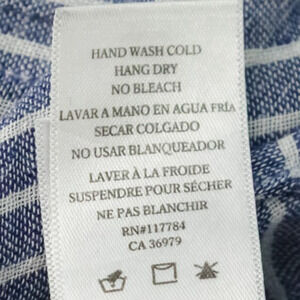 HAND WASH COLD
HANG DRY
NO BLEACH
LAVAR A MANO EN AGUA FRÍA
SECAR COLGADO
NO USAR BLANQUEADOR
LAVER À LA FROIDE
SUSPENDRE POUR SÉCHER
NE PAS BLANCHIR
RN#117784
CA 36979